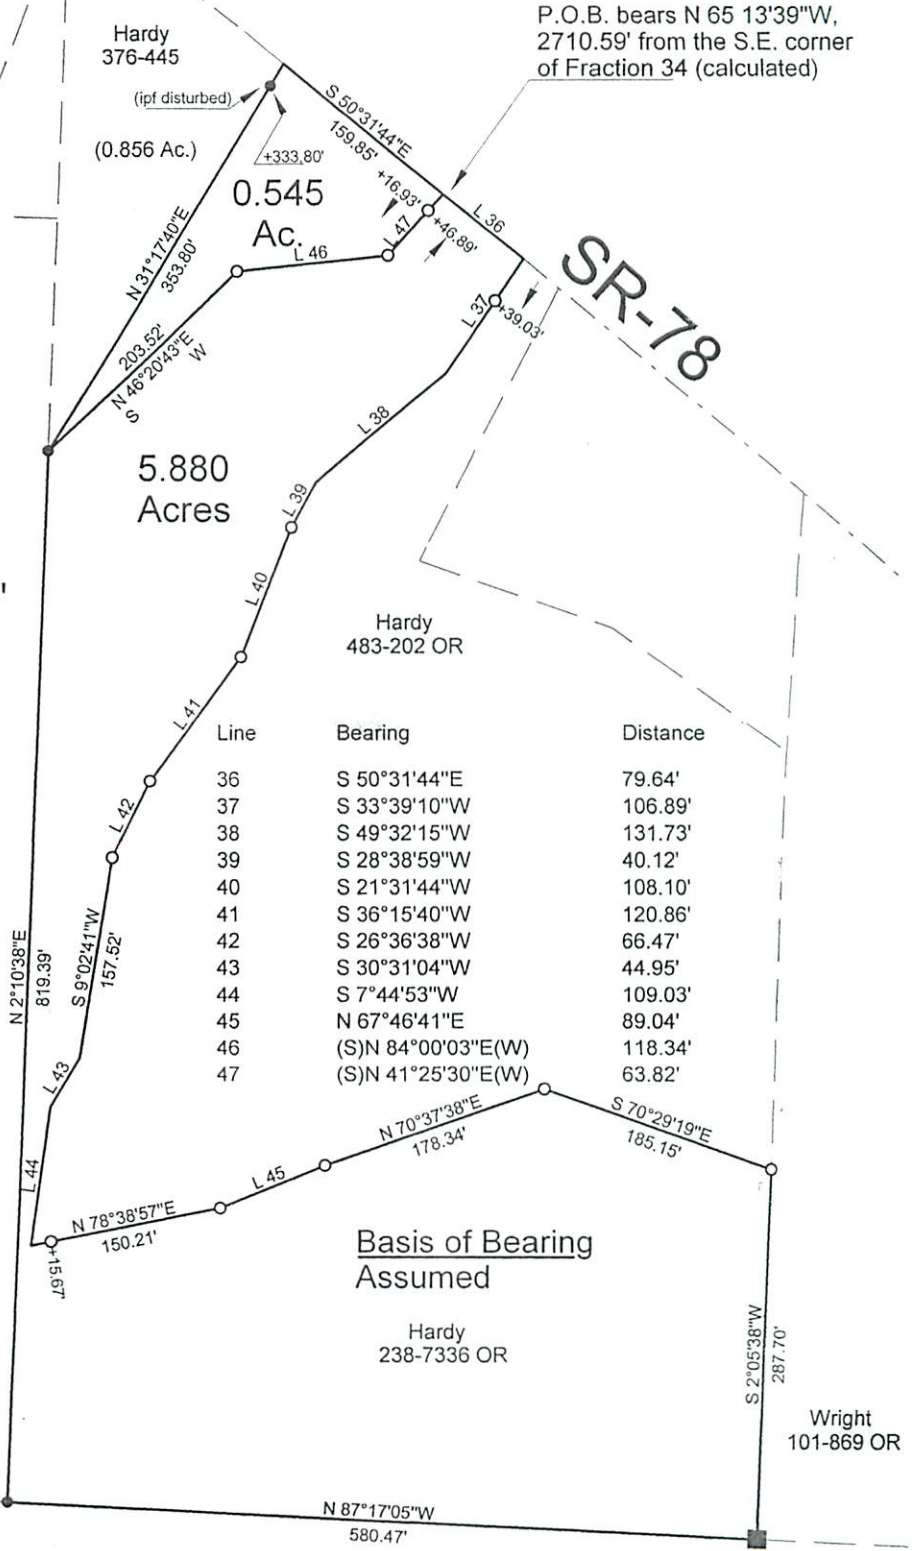 P.O.B. bears N 65 13'39"W,
2710.59' from the S.E. corner
of Fraction 34 (calculated)
Hardy
376-445
(ipf disturbed)
(0.856 Ac.)
+333.80'
0.545
Ac.
S 50°31'44"E
159.85'
+16.93'
+46.89'
L 36
L 47
L 46
SR-78
L 37
+39.03'
N 31°17'40"E
353.80'
203.52'
N 46°20'43"E
S W
L 38
5.880
Acres
L 39
L 40
Hardy
483-202 OR
L 41
L 42
Line Bearing Distance
36 S 50°31'44"E 79.64'
37 S 33°39'10"W 106.89'
38 S 49°32'15"W 131.73'
39 S 28°38'59"W 40.12'
40 S 21°31'44"W 108.10'
41 S 36°15'40"W 120.86'
42 S 26°36'38"W 66.47'
43 S 30°31'04"W 44.95'
44 S 7°44'53"W 109.03'
45 N 67°46'41"E 89.04'
46 (S)N 84°00'03"E(W) 118.34'
47 (S)N 41°25'30"E(W) 63.82'
N 2°10'38"E
819.39'
S 9°02'41"W
157.52'
L 43
L 44
N 78°38'57"E
150.21'
+15.67'
L 45
N 70°37'38"E
178.34'
S 70°29'19"E
185.15'
Basis of Bearing
Assumed
Hardy
238-7336 OR
S 2°05'38"W
287.70'
Wright
101-869 OR
N 87°17'05"W
580.47'